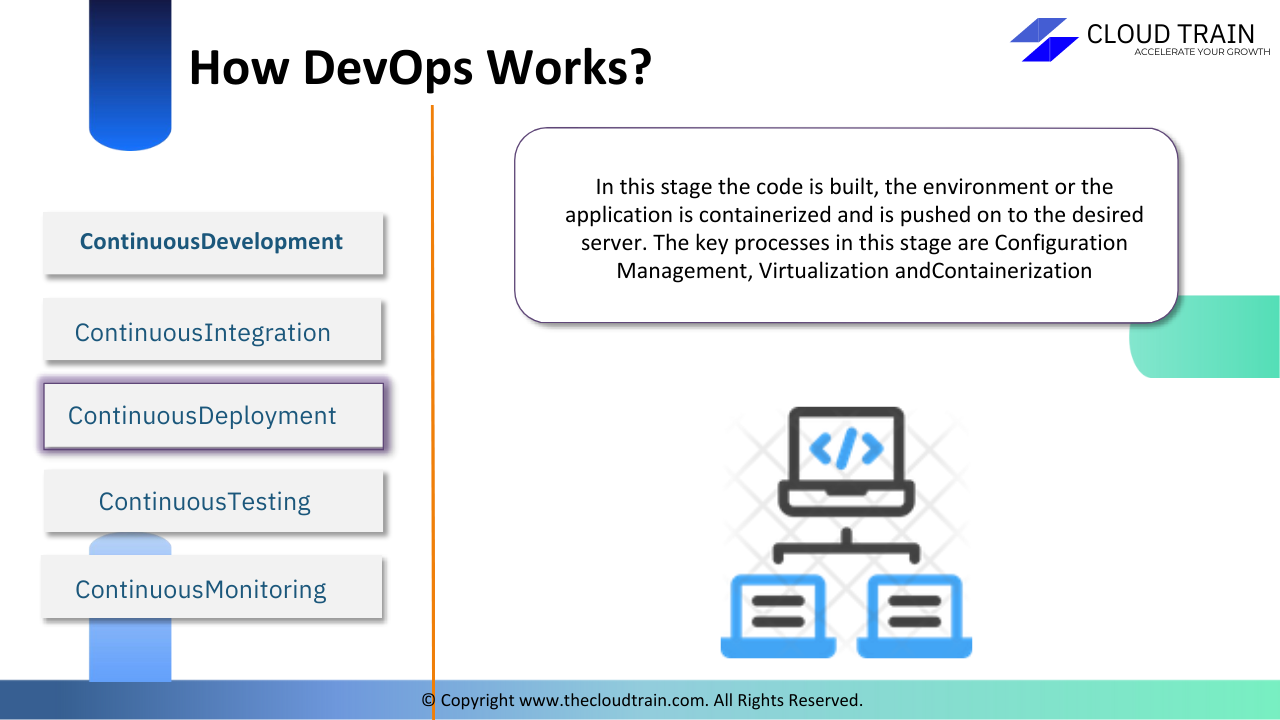 How DevOps Works?
CLOUD TRAIN
ACCELERATE YOUR GROWTH
ContinuousDevelopment
ContinuousIntegration
ContinuousDeployment
ContinuousTesting
ContinuousMonitoring
In this stage the code is built, the environment or the
application is containerized and is pushed on to the desired
server. The key processes in this stage are Configuration
Management, Virtualization andContainerization
</>
© Copyright www.thecloudtrain.com. All Rights Reserved.